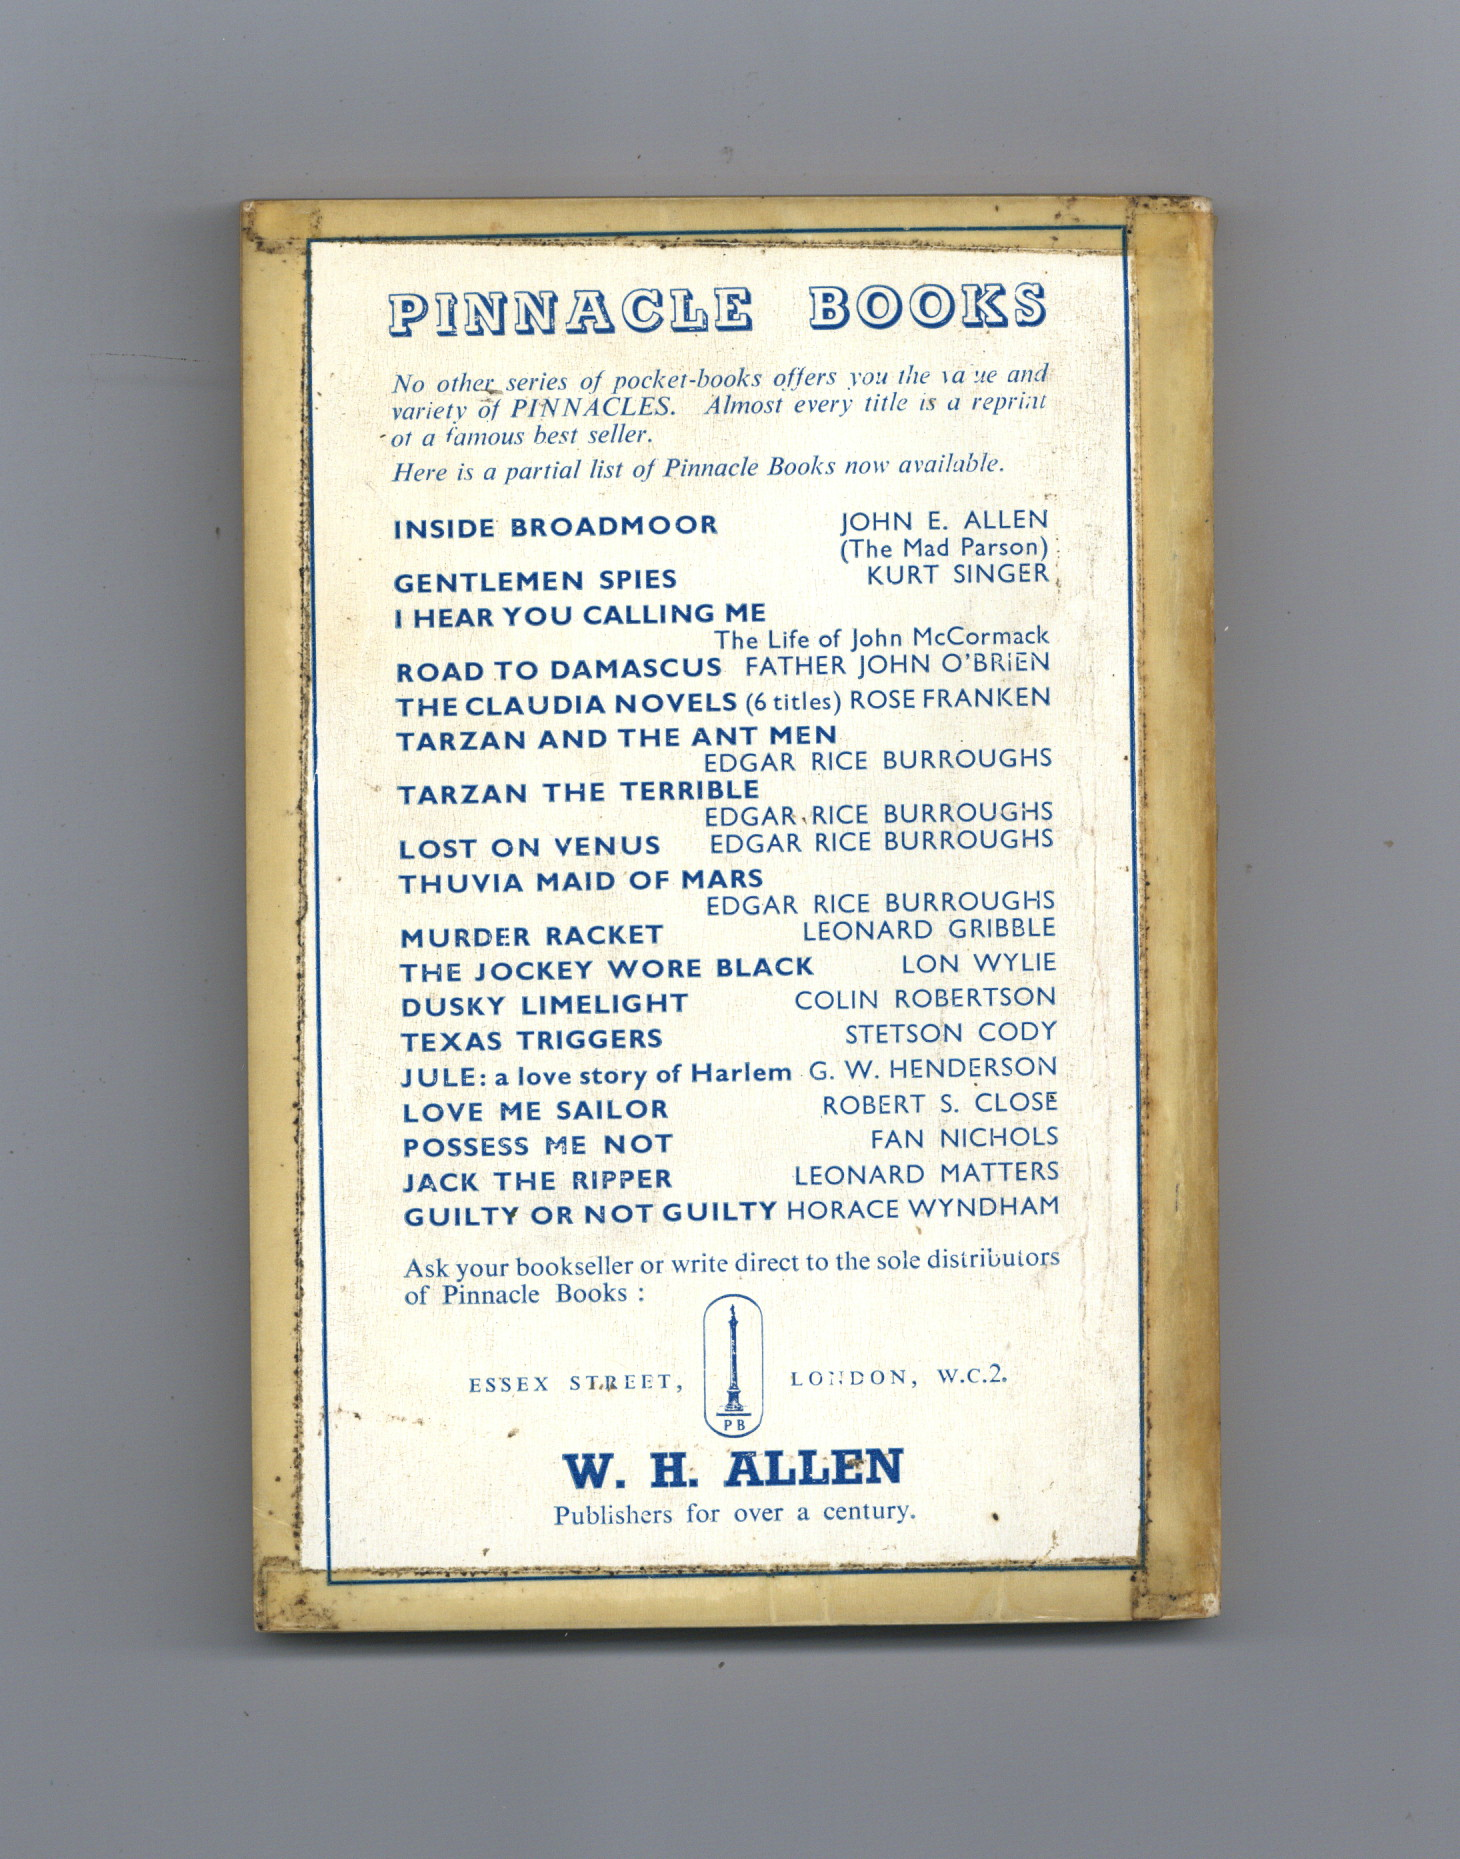 PINNACLE BOOKS
No other series of pocket-books offers you the value and
variety of PINNACLES. Almost every title is a reprint
of a famous best seller.
Here is a partial list of Pinnacle Books now available.
INSIDE BROADMOOR JOHN E. ALLEN
(The Mad Parson)
GENTLEMEN SPIES KURT SINGER
I HEAR YOU CALLING ME
The Life of John McCormack
ROAD TO DAMASCUS FATHER JOHN O'BRIEN
THE CLAUDIA NOVELS (6 titles) ROSE FRANKEN
TARZAN AND THE ANT MEN
EDGAR RICE BURROUGHS
TARZAN THE TERRIBLE
EDGAR RICE BURROUGHS
LOST ON VENUS EDGAR RICE BURROUGHS
THUVIA MAID OF MARS
EDGAR RICE BURROUGHS
MURDER RACKET LEONARD GRIBBLE
THE JOCKEY WORE BLACK LON WYLIE
DUSKY LIMELIGHT COLIN ROBERTSON
TEXAS TRIGGERS STETSON CODY
JULE: a love story of Harlem G. W. HENDERSON
LOVE ME SAILOR ROBERT S. CLOSE
POSSESS ME NOT FAN NICHOLS
JACK THE RIPPER LEONARD MATTERS
GUILTY OR NOT GUILTY HORACE WYNDHAM
Ask your bookseller or write direct to the sole distributors
of Pinnacle Books :
ESSEX STREET, LONDON, W.C.2.
PB
W. H. ALLEN
Publishers for over a century.